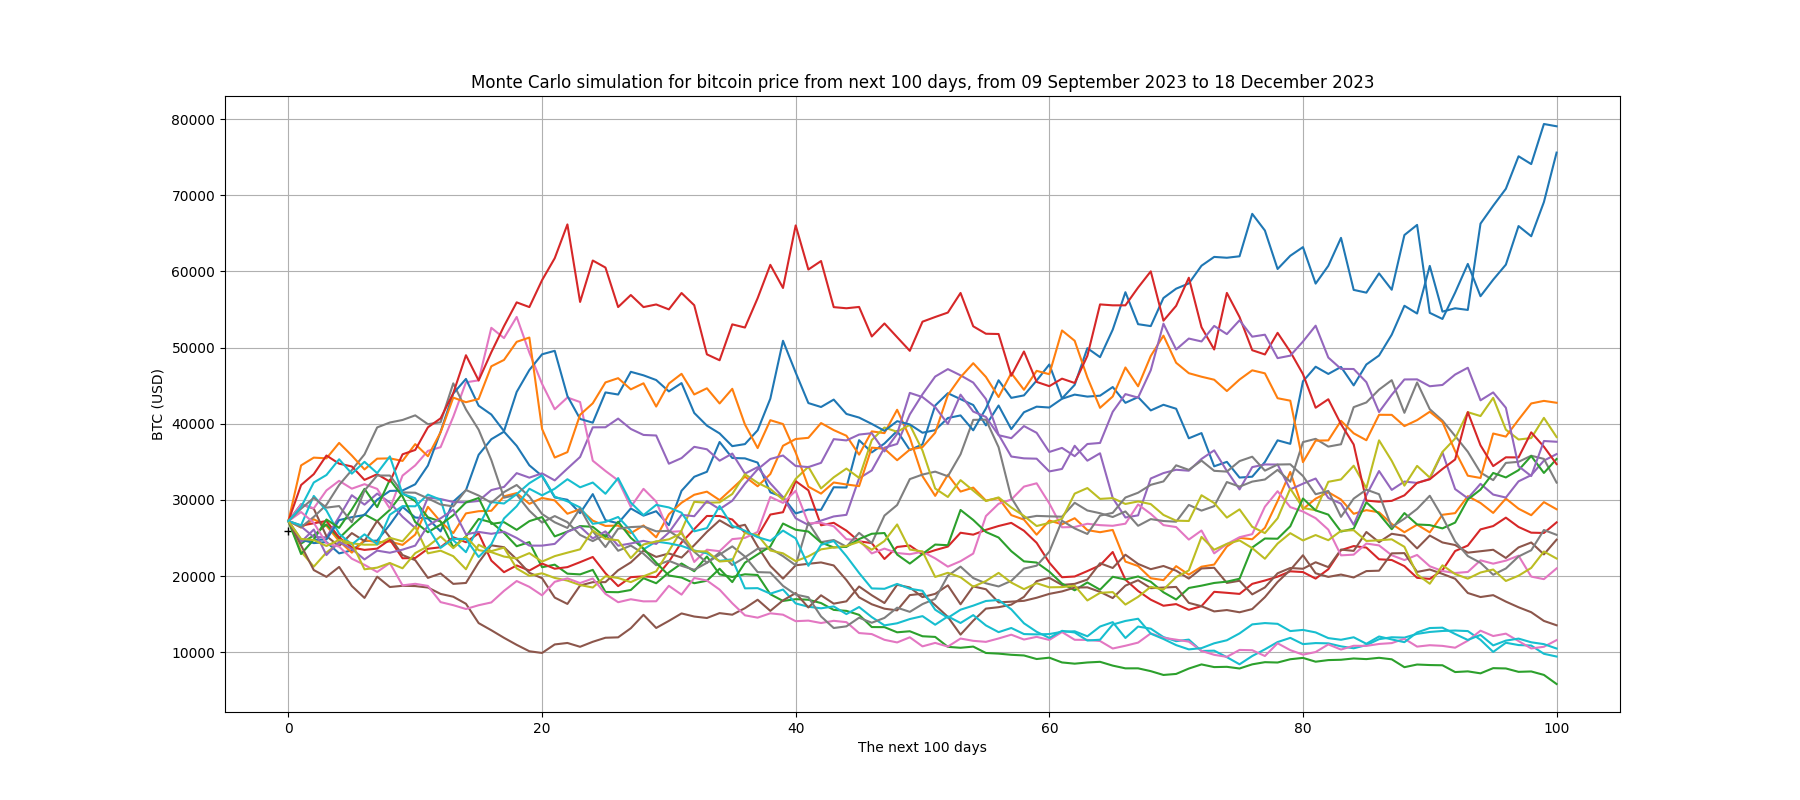 Monte Carlo simulation for bitcoin price from next 100 days, from 09 September 2023 to 18 December 2023
80000
70000
60000
50000
40000
30000
20000
10000
BTC (USD)
0 20 40 60 80 100
The next 100 days